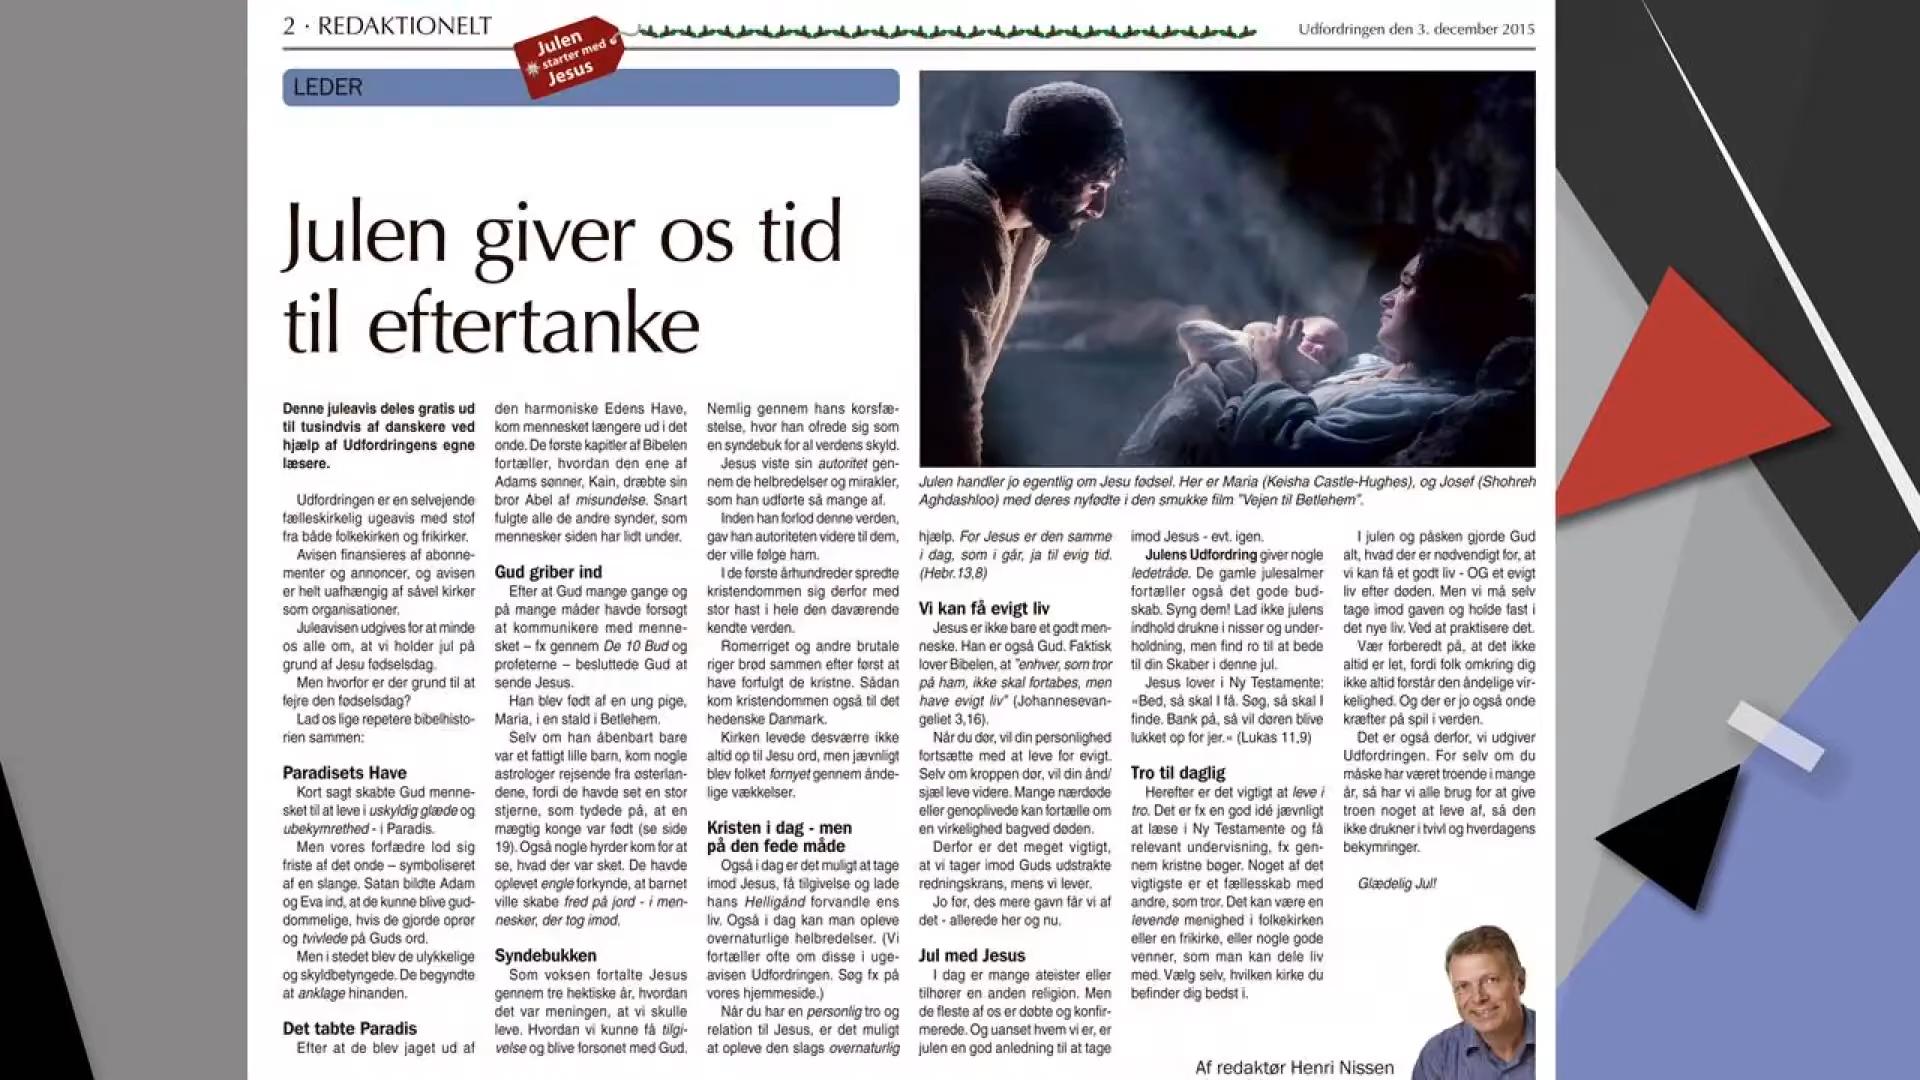 2 · REDAKTIONELT
Julen
starter med
Jesus
Udfordringen den 3. december 2015
LEDER
Julen giver os tid
til eftertanke
Denne juleavis deles gratis ud
til tusindvis af danskere ved
hjælp af Udfordringens egne
læsere.
Udfordringen er en selvejende
fælleskirkelig ugeavis med stof
fra både folkekirken og frikirker.
Avisen finansieres af abonne-
menter og annoncer, og avisen
er helt uafhængig af såvel kirker
som organisationer.
Juleavisen udgives for at minde
os alle om, at vi holder jul på
grund af Jesu fødselsdag.
Men hvorfor er der grund til at
fejre den fødselsdag?
Lad os lige repetere bibelhisto-
rien sammen:
Paradisets Have
Kort sagt skabte Gud menne-
sket til at leve i uskyldig glæde og
ubekymrethed - i Paradis.
Men vores forfædre lod sig
friste af det onde – symboliseret
af en slange. Satan bildte Adam
og Eva ind, at de kunne blive gud-
dommelige, hvis de gjorde oprør
og tvivlede på Guds ord.
Men i stedet blev de ulykkelige
og skyldbetyngede. De begyndte
at anklage hinanden.
Det tabte Paradis
Efter at de blev jaget ud af
den harmoniske Edens Have,
kom mennesket længere ud i det
onde. De første kapitler af Bibelen
fortæller, hvordan den ene af
Adams sønner, Kain, dræbte sin
bror Abel af misundelse. Snart
fulgte alle de andre synder, som
mennesker siden har lidt under.
Gud griber ind
Efter at Gud mange gange og
på mange måder havde forsøgt
at kommunikere med menne-
sket – fx gennem De 10 Bud og
profeterne – besluttede Gud at
sende Jesus.
Han blev født af en ung pige,
Maria, i en stald i Betlehem.
Selv om han åbenbart bare
var et fattigt lille barn, kom nogle
astrologer rejsende fra østerlan-
dene, fordi de havde set en stor
stjerne, som tydede på, at en
mægtig konge var født (se side
19). Også nogle hyrder kom for at
se, hvad der var sket. De havde
oplevet engle forkynde, at barnet
ville skabe fred på jord - i men-
nesker, der tog imod.
Syndebukken
Som voksen fortalte Jesus
gennem tre hektiske år, hvordan
det var meningen, at vi skulle
leve. Hvordan vi kunne få tilgi-
velse og blive forsonet med Gud.
Nemlig gennem hans korsfæ-
stelse, hvor han ofrede sig som
en syndebuk for al verdens skyld.
Jesus viste sin autoritet gen-
nem de helbredelser og mirakler,
som han udførte så mange af.
Inden han forlod denne verden,
gav han autoriteten videre til dem,
der ville følge ham.
I de første århundreder spredte
kristendommen sig derfor med
stor hast i hele den daværende
kendte verden.
Romerriget og andre brutale
riger brød sammen efter først at
have forfulgt de kristne. Sådan
kom kristendommen også til det
hedenske Danmark.
Kirken levede desværre ikke
altid op til Jesu ord, men jævnligt
blev folket fornyet gennem ånde-
lige vækkelser.
Kristen i dag - men
på den fede måde
Også i dag er det muligt at tage
imod Jesus, få tilgivelse og lade
hans Helligånd forvandle ens
liv. Også i dag kan man opleve
overnaturlige helbredelser. (Vi
fortæller ofte om disse i uge-
avisen Udfordringen. Søg fx på
vores hjemmeside.)
Når du har en personlig tro og
relation til Jesus, er det muligt
at opleve den slags overnaturlig
Julen handler jo egentlig om Jesu fødsel. Her er Maria (Keisha Castle-Hughes), og Josef (Shohreh
Aghdashloo) med deres nyfødte i den smukke film "Vejen til Betlehem".
hjælp. For Jesus er den samme
i dag, som i går, ja til evig tid.
(Hebr.13,8)
Vi kan få evigt liv
Jesus er ikke bare et godt men-
neske. Han er også Gud. Faktisk
lover Bibelen, at "enhver, som tror
på ham, ikke skal fortabes, men
have evigt liv" (Johannesevan-
geliet 3,16).
Når du dør, vil din personlighed
fortsætte med at leve for evigt.
Selv om kroppen dør, vil din ånd/
sjæl leve videre. Mange nærdøde
eller genoplivede kan fortælle om
en virkelighed bagved døden.
Derfor er det meget vigtigt,
at vi tager imod Guds udstrakte
redningskrans, mens vi lever.
Jo før, des mere gavn får vi af
det - allerede her og nu.
Jul med Jesus
I dag er mange ateister eller
tilhører en anden religion. Men
de fleste af os er døbte og konfir-
merede. Og uanset hvem vi er, er
julen en god anledning til at tage
imod Jesus - evt. igen.
Julens Udfordring giver nogle
ledetråde. De gamle julesalmer
fortæller også det gode bud-
skab. Syng dem! Lad ikke julens
indhold drukne i nisser og under-
holdning, men find ro til at bede
til din Skaber i denne jul.
Jesus lover i Ny Testamente:
»Bed, så skal I få. Søg, så skal I
finde. Bank på, så vil døren blive
lukket op for jer.« (Lukas 11,9)
Tro til daglig
Herefter er det vigtigt at leve i
tro. Det er fx en god idé jævnligt
at læse i Ny Testamente og få
relevant undervisning, fx gen-
nem kristne bøger. Noget af det
vigtigste er et fællesskab med
andre, som tror. Det kan være en
levende menighed i folkekirken
eller en frikirke, eller nogle gode
venner, som man kan dele liv
med. Vælg selv, hvilken kirke du
befinder dig bedst i.
I julen og påsken gjorde Gud
alt, hvad der er nødvendigt for, at
vi kan få et godt liv - OG et evigt
liv efter døden. Men vi må selv
tage imod gaven og holde fast i
det nye liv. Ved at praktisere det.
Vær forberedt på, at det ikke
altid er let, fordi folk omkring dig
ikke altid forstår den åndelige vir-
kelighed. Og der er jo også onde
kræfter på spil i verden.
Det er også derfor, vi udgiver
Udfordringen. For selv om du
måske har været troende i mange
år, så har vi alle brug for at give
troen noget at leve af, så den
ikke drukner i tvivl og hverdagens
bekymringer.
Glædelig Jul!
Af redaktør Henri Nissen